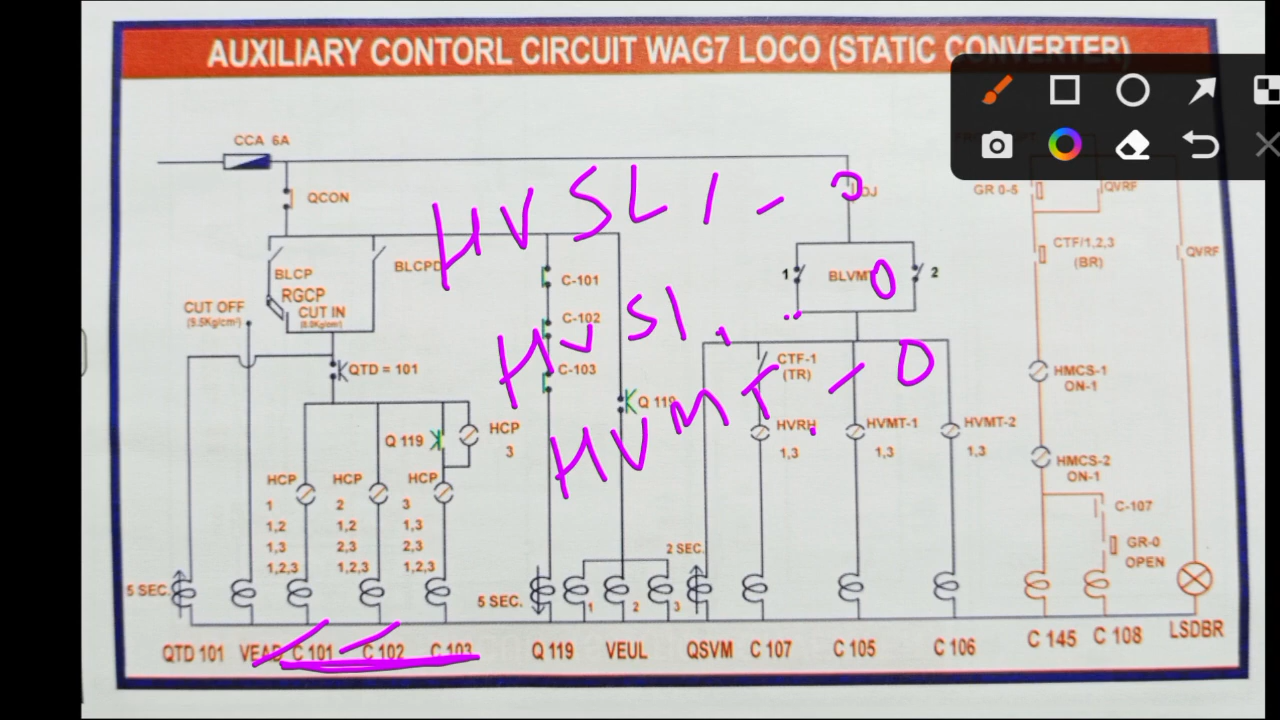 AUXILIARY CONTORL CIRCUIT WAG7 LOCO (STATIC CONVERTER)
CCA 6A
QCON
HVSL1 - 0
DJ
GR 0-5
QVRF
BLCP
BLCPD
C-101
1
BLVMT
2
CTF/1,2,3
(BR)
QVRF
RGCP
CUT IN
CUT OFF
(9.5Kg/cm²)
C-102
HVSI
0
QTD = 101
C-103
CTF-1
(TR)
HMCS-1
ON-1
Q 119
HVMT - 0
Q 119
HCP
3
HVRH
1,3
HVMT-1
1,3
HVMT-2
1,3
HMCS-2
ON-1
HCP
1
1,2
1,3
1,2,3
HCP
2
1,2
2,3
1,2,3
HCP
3
1,3
2,3
1,2,3
C-107
GR-0
OPEN
2 SEC.
5 SEC.
5 SEC.
1
2
3
QTD 101
VEAD
C 101
C 102
C 103
Q 119
VEUL
QSVM
C 107
C 105
C 106
C 145
C 108
LSDBR